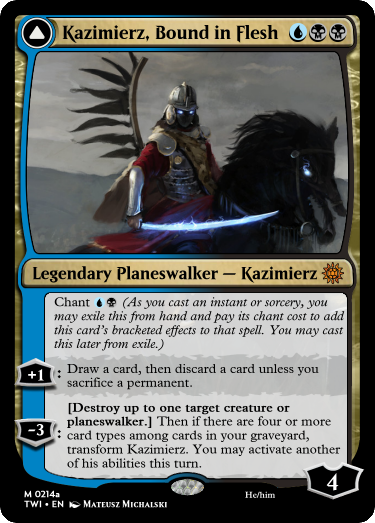 Kazimierz, Bound in Flesh
Legendary Planeswalker — Kazimierz
Chant (As you cast an instant or sorcery, you
may exile this from hand and pay its chant cost to add
this card's bracketed effects to that spell. You may cast
this later from exile.)
+1: Draw a card, then discard a card unless you
sacrifice a permanent.
−3: [Destroy up to one target creature or
planeswalker.] Then if there are four or more
card types among cards in your graveyard,
transform Kazimierz. You may activate another
of his abilities this turn.
4
M 0214a
TWI • EN Mateusz Michalski
He/him